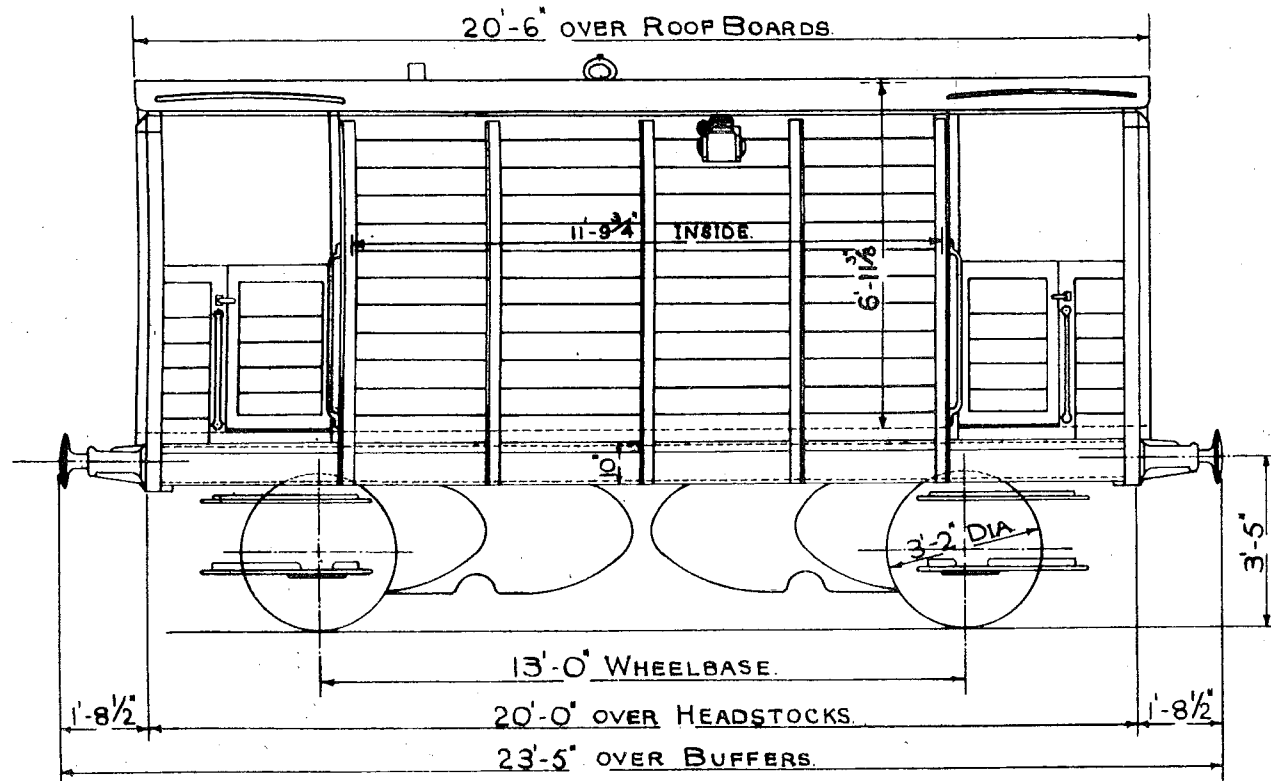 20'-6" OVER ROOF BOARDS.
11'-9¾" INSIDE.
6'-11⅜"
10"
3'-2" DIA
3'-5"
13'-0" WHEELBASE.
1'-8½"
20'-0" OVER HEADSTOCKS.
1'-8½"
23'-5" OVER BUFFERS.